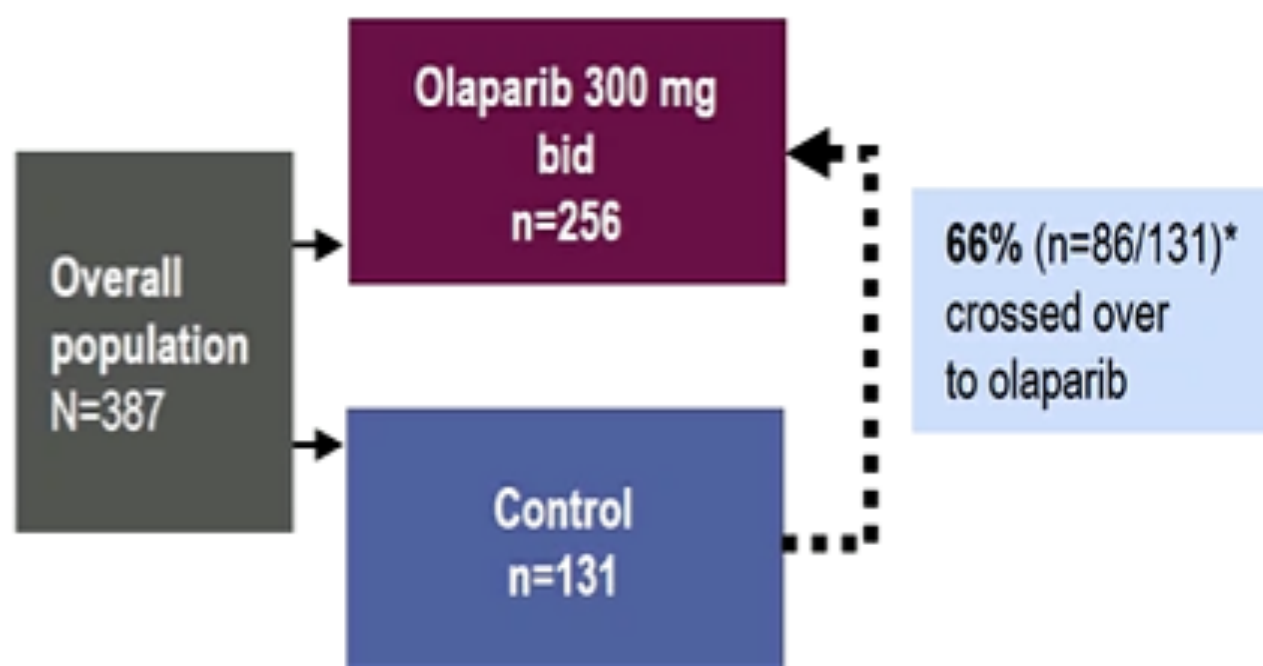 Overall
population
N=387
Olaparib 300 mg
bid
n=256
Control
n=131
66% (n=86/131)*
crossed over
to olaparib